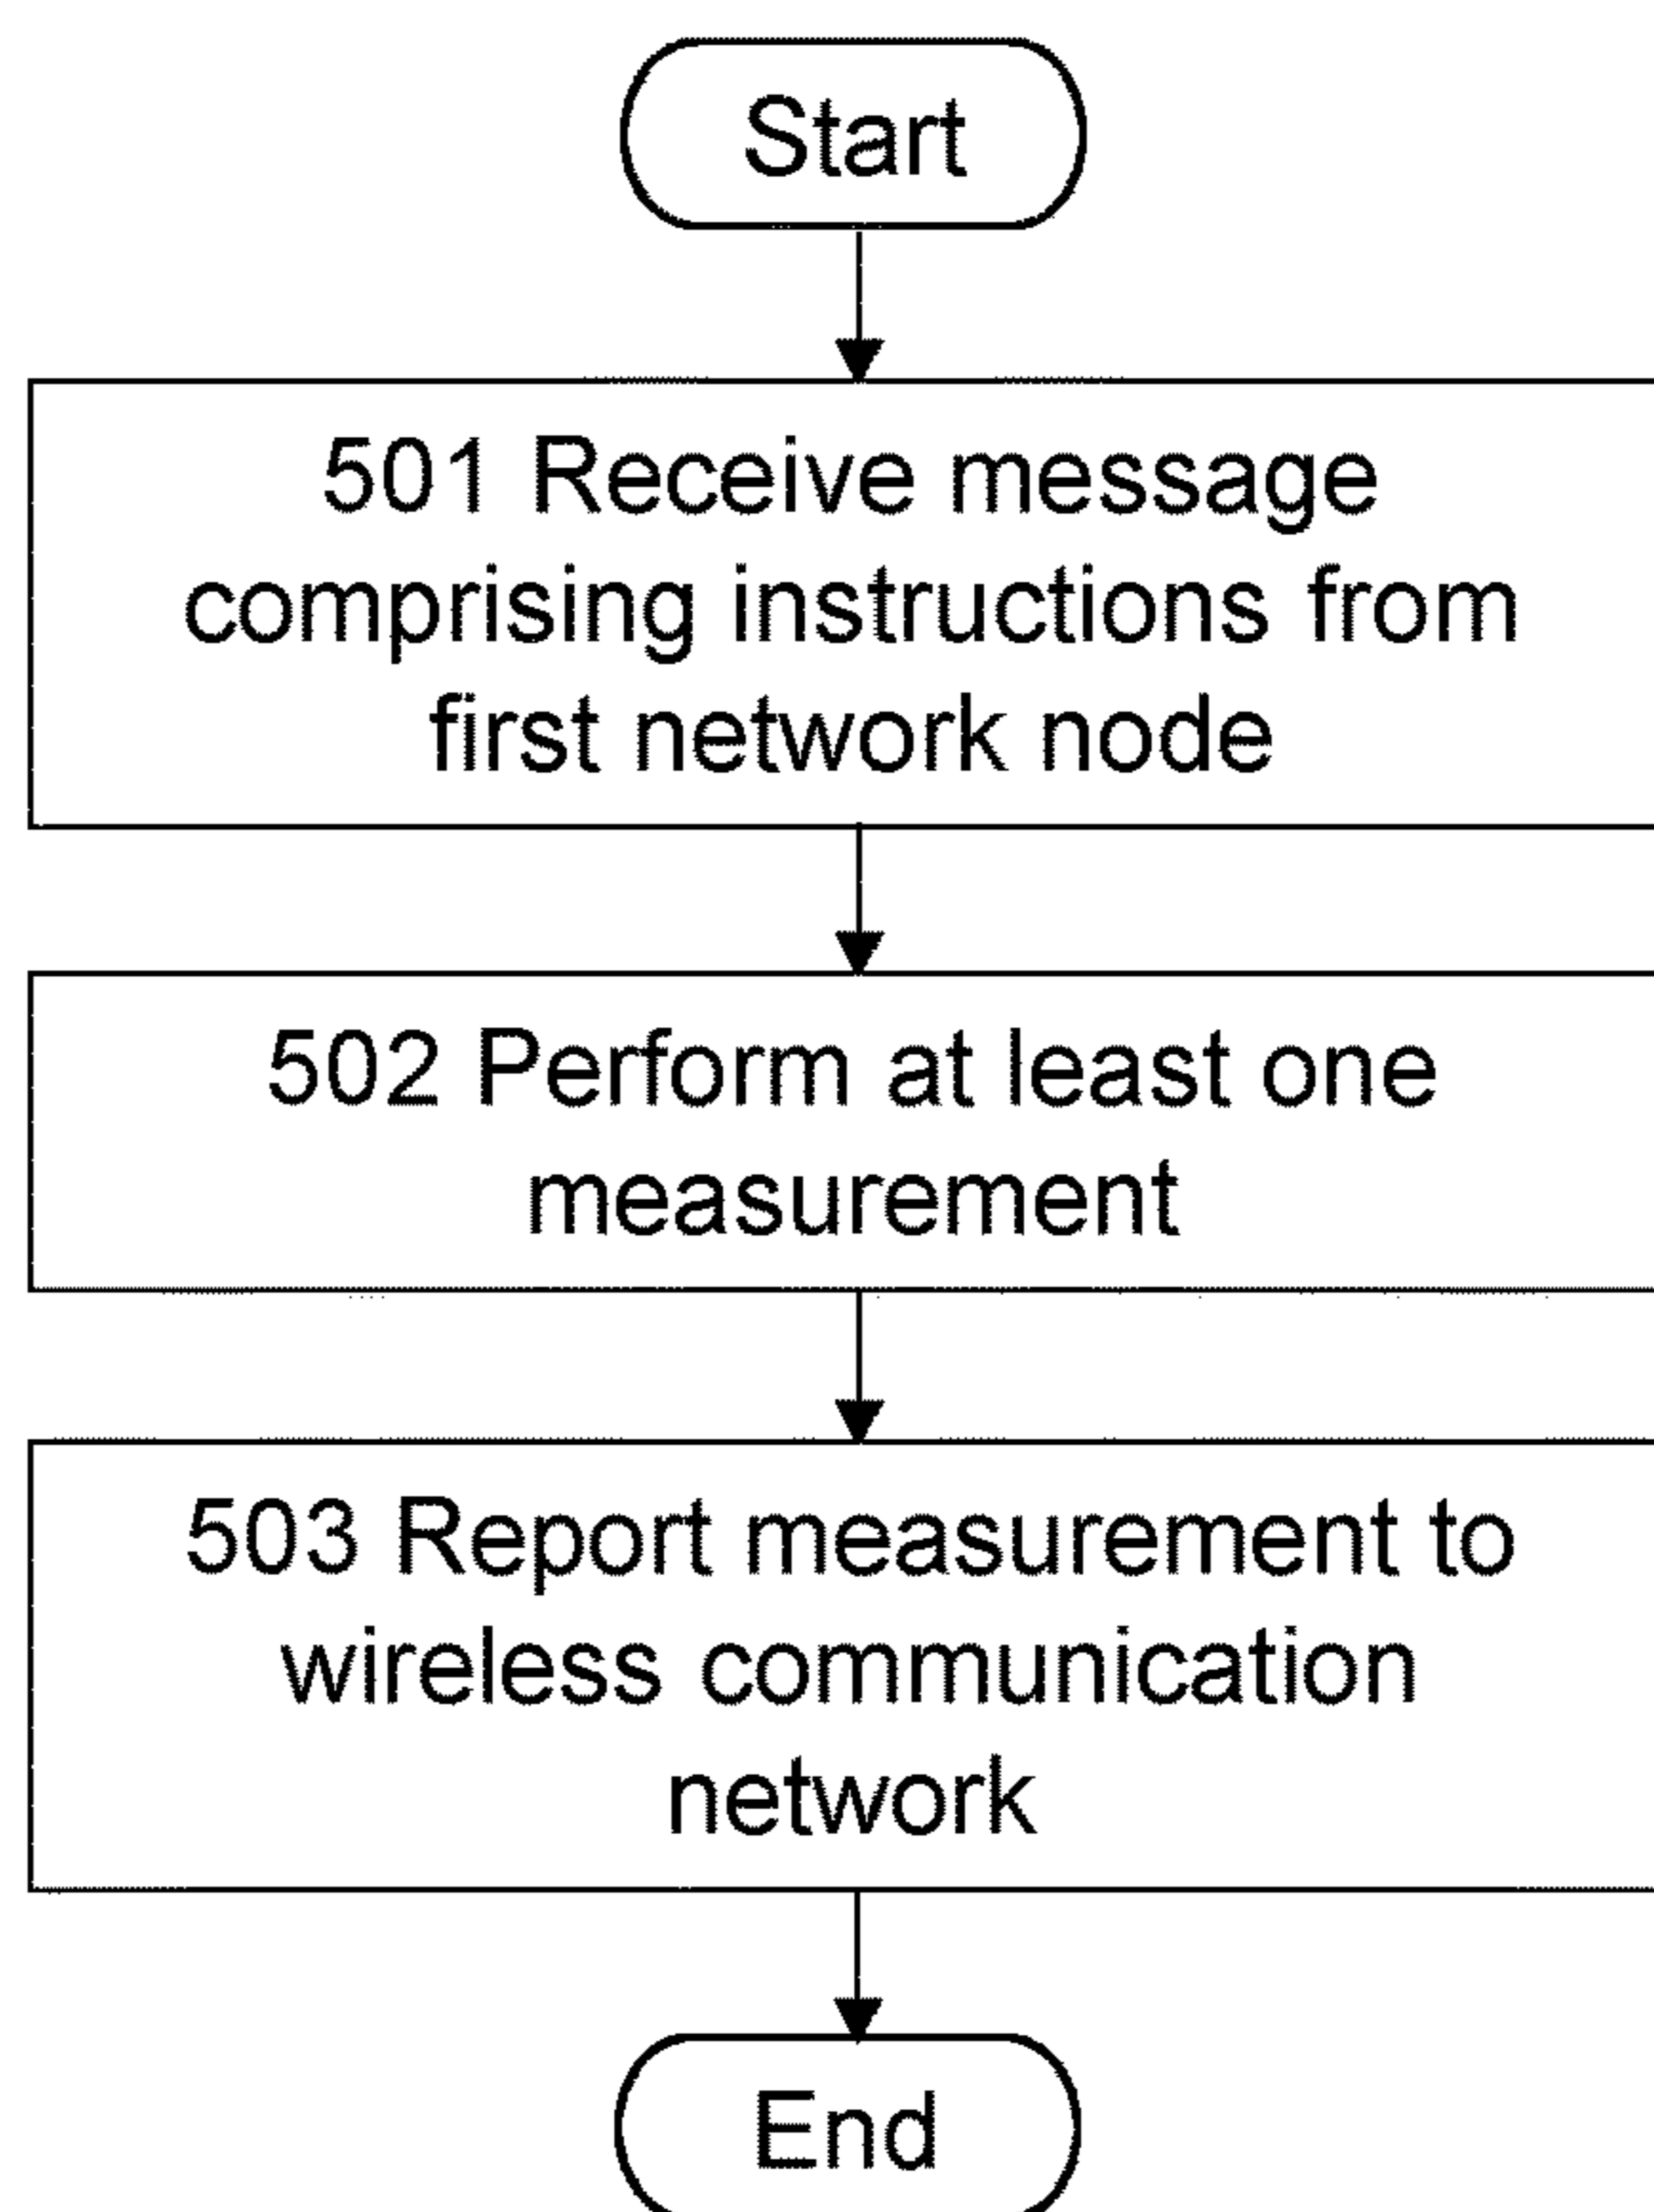 Start
501 Receive message
comprising instructions from
first network node
502 Perform at least one
measurement
503 Report measurement to
wireless communication
network
End